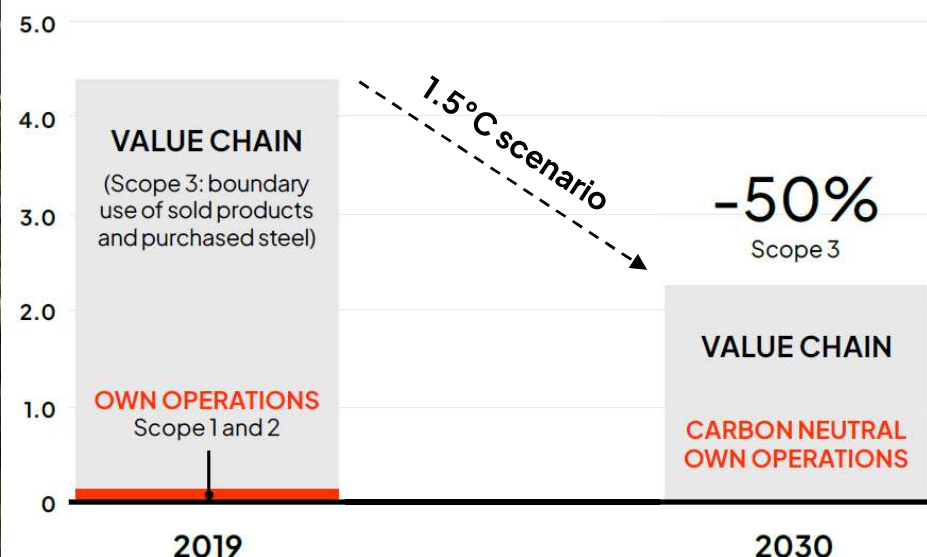 5.0
4.0
3.0
2.0
1.0
0
VALUE CHAIN
(Scope 3: boundary
use of sold products
and purchased steel)
OWN OPERATIONS
Scope 1 and 2
1.5°C scenario
-50%
Scope 3
VALUE CHAIN
CARBON NEUTRAL
OWN OPERATIONS
2019
2030